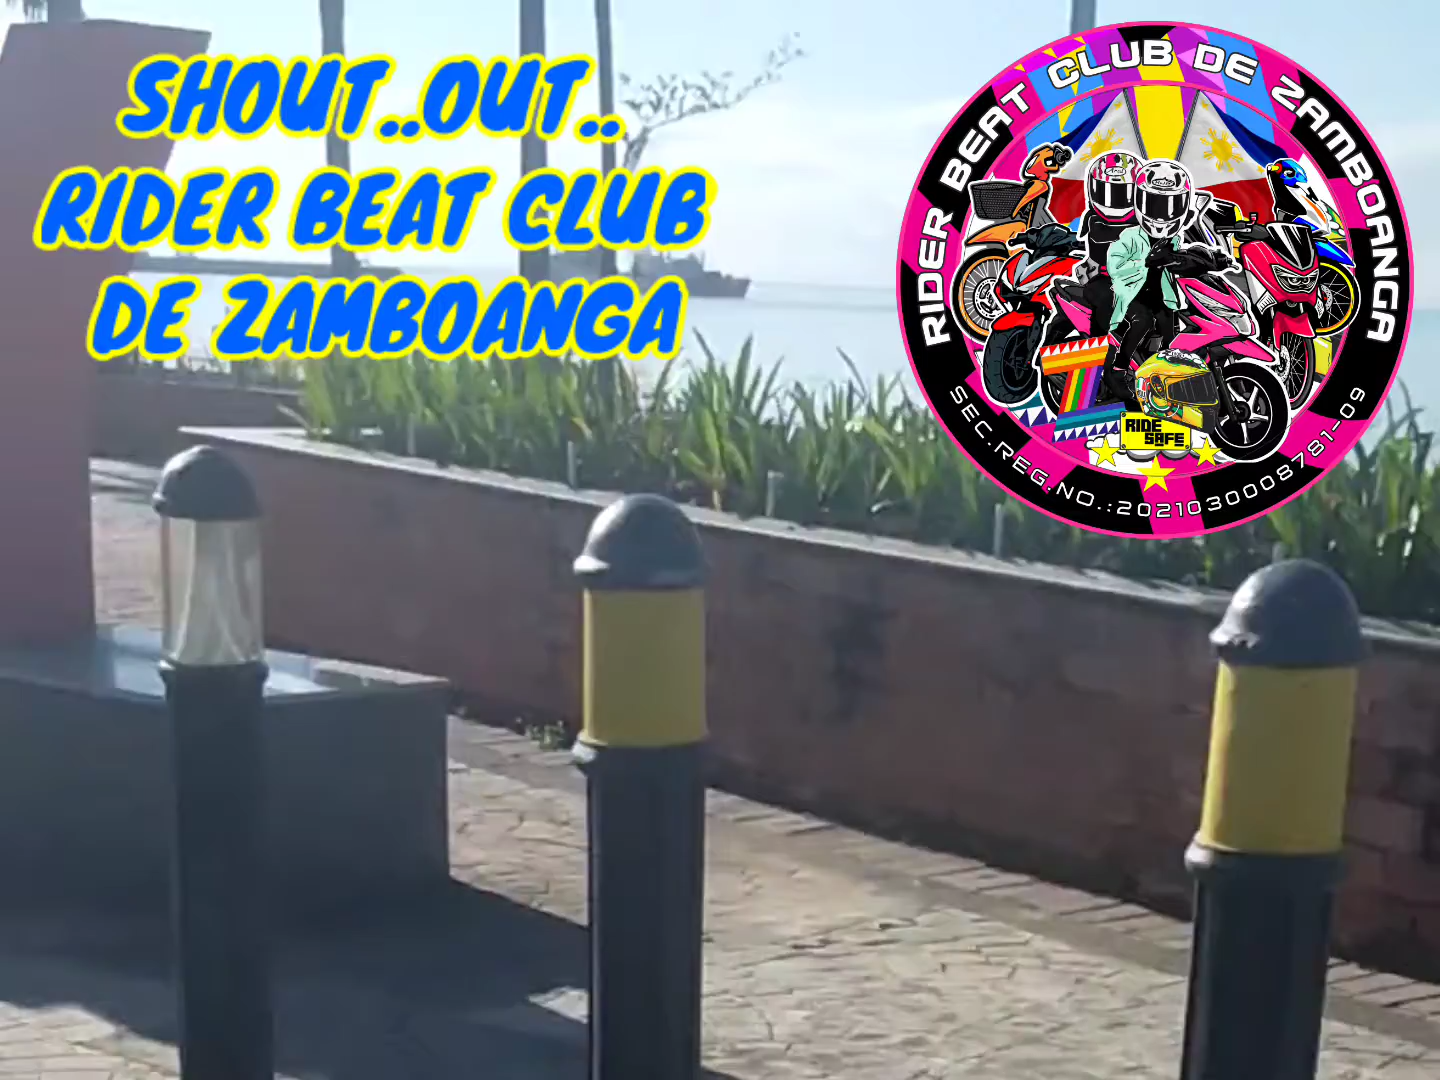 SHOUT..OUT..
RIDER BEAT CLUB
DE ZAMBOANGA
RIDER BEAT CLUB DE ZAMBOANGA
RIDE
SAFE
SEC.REG.NO.:2021030008781-09